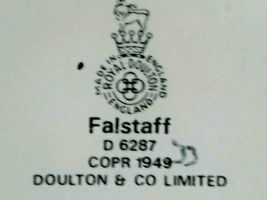 MADE IN ENGLAND
ROYAL DOULTON
ENGLAND
Falstaff
D 6287
COPR 1949
DOULTON & CO LIMITED